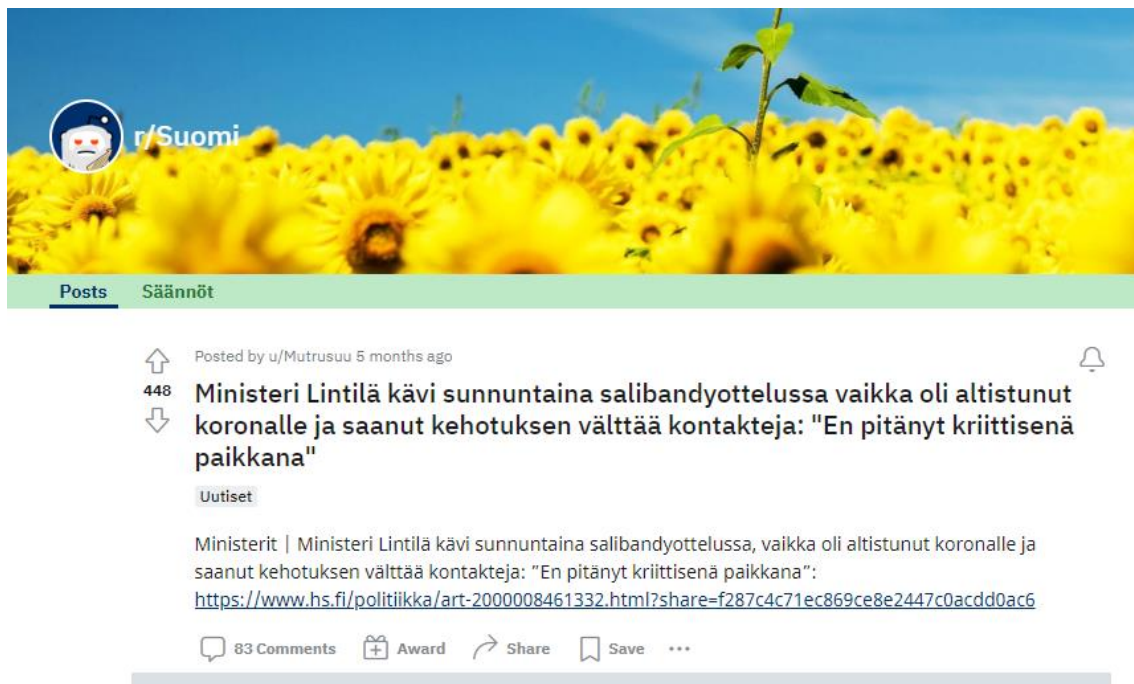 r/Suomi
Posts Säännöt
Posted by u/Mutrusuu 5 months ago
448
Ministeri Lintilä kävi sunnuntaina salibandyottelussa vaikka oli altistunut
koronalle ja saanut kehotuksen välttää kontakteja: "En pitänyt kriittisenä
paikkana"
Uutiset
Ministerit | Ministeri Lintilä kävi sunnuntaina salibandyottelussa, vaikka oli altistunut koronalle ja
saanut kehotuksen välttää kontakteja: ”En pitänyt kriittisenä paikkana”:
https://www.hs.fi/politiikka/art-2000008461332.html?share=f287c4c71ec869ce8e2447c0acdd0ac6
83 Comments Award Share Save ···